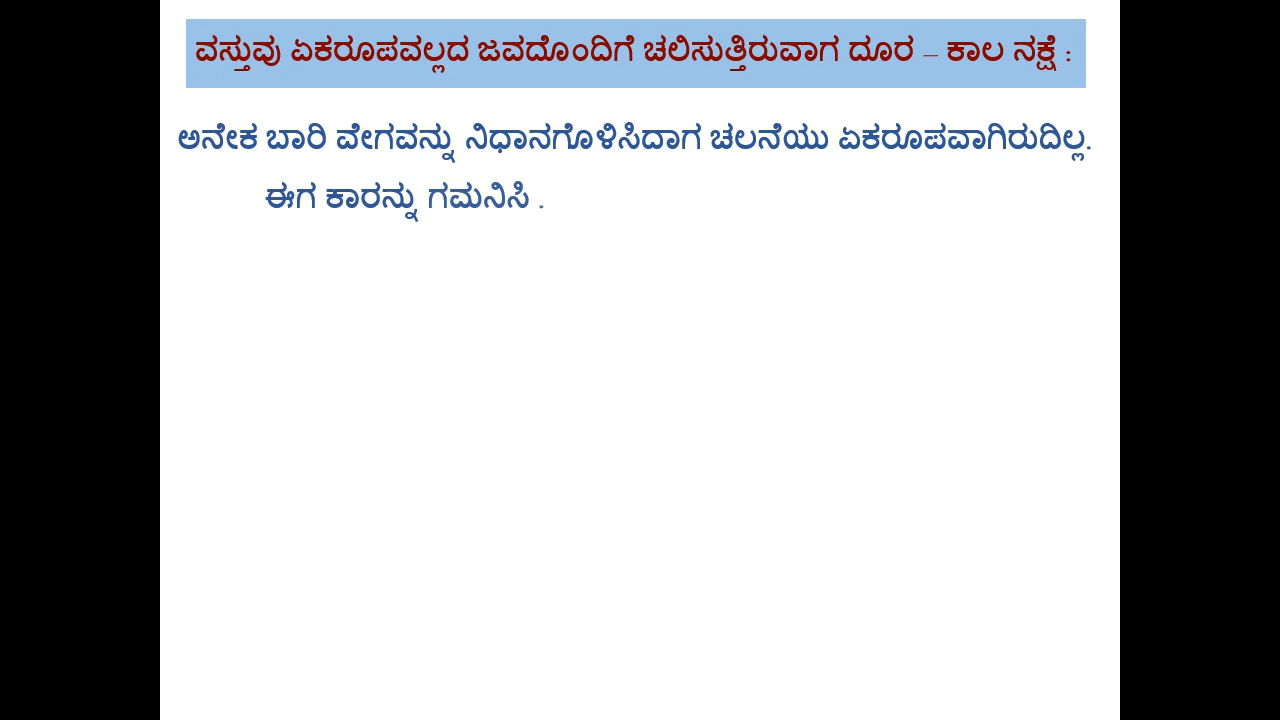 ವಸ್ತುವು ಏಕರೂಪವಲ್ಲದ ಜವದೊಂದಿಗೆ ಚಲಿಸುತ್ತಿರುವಾಗ ದೂರ – ಕಾಲ ನಕ್ಷೆ :
ಅನೇಕ ಬಾರಿ ವೇಗವನ್ನು ನಿಧಾನಗೊಳಿಸಿದಾಗ ಚಲನೆಯು ಏಕರೂಪವಾಗಿರುದಿಲ್ಲ.
ಈಗ ಕಾರನ್ನು ಗಮನಿಸಿ .